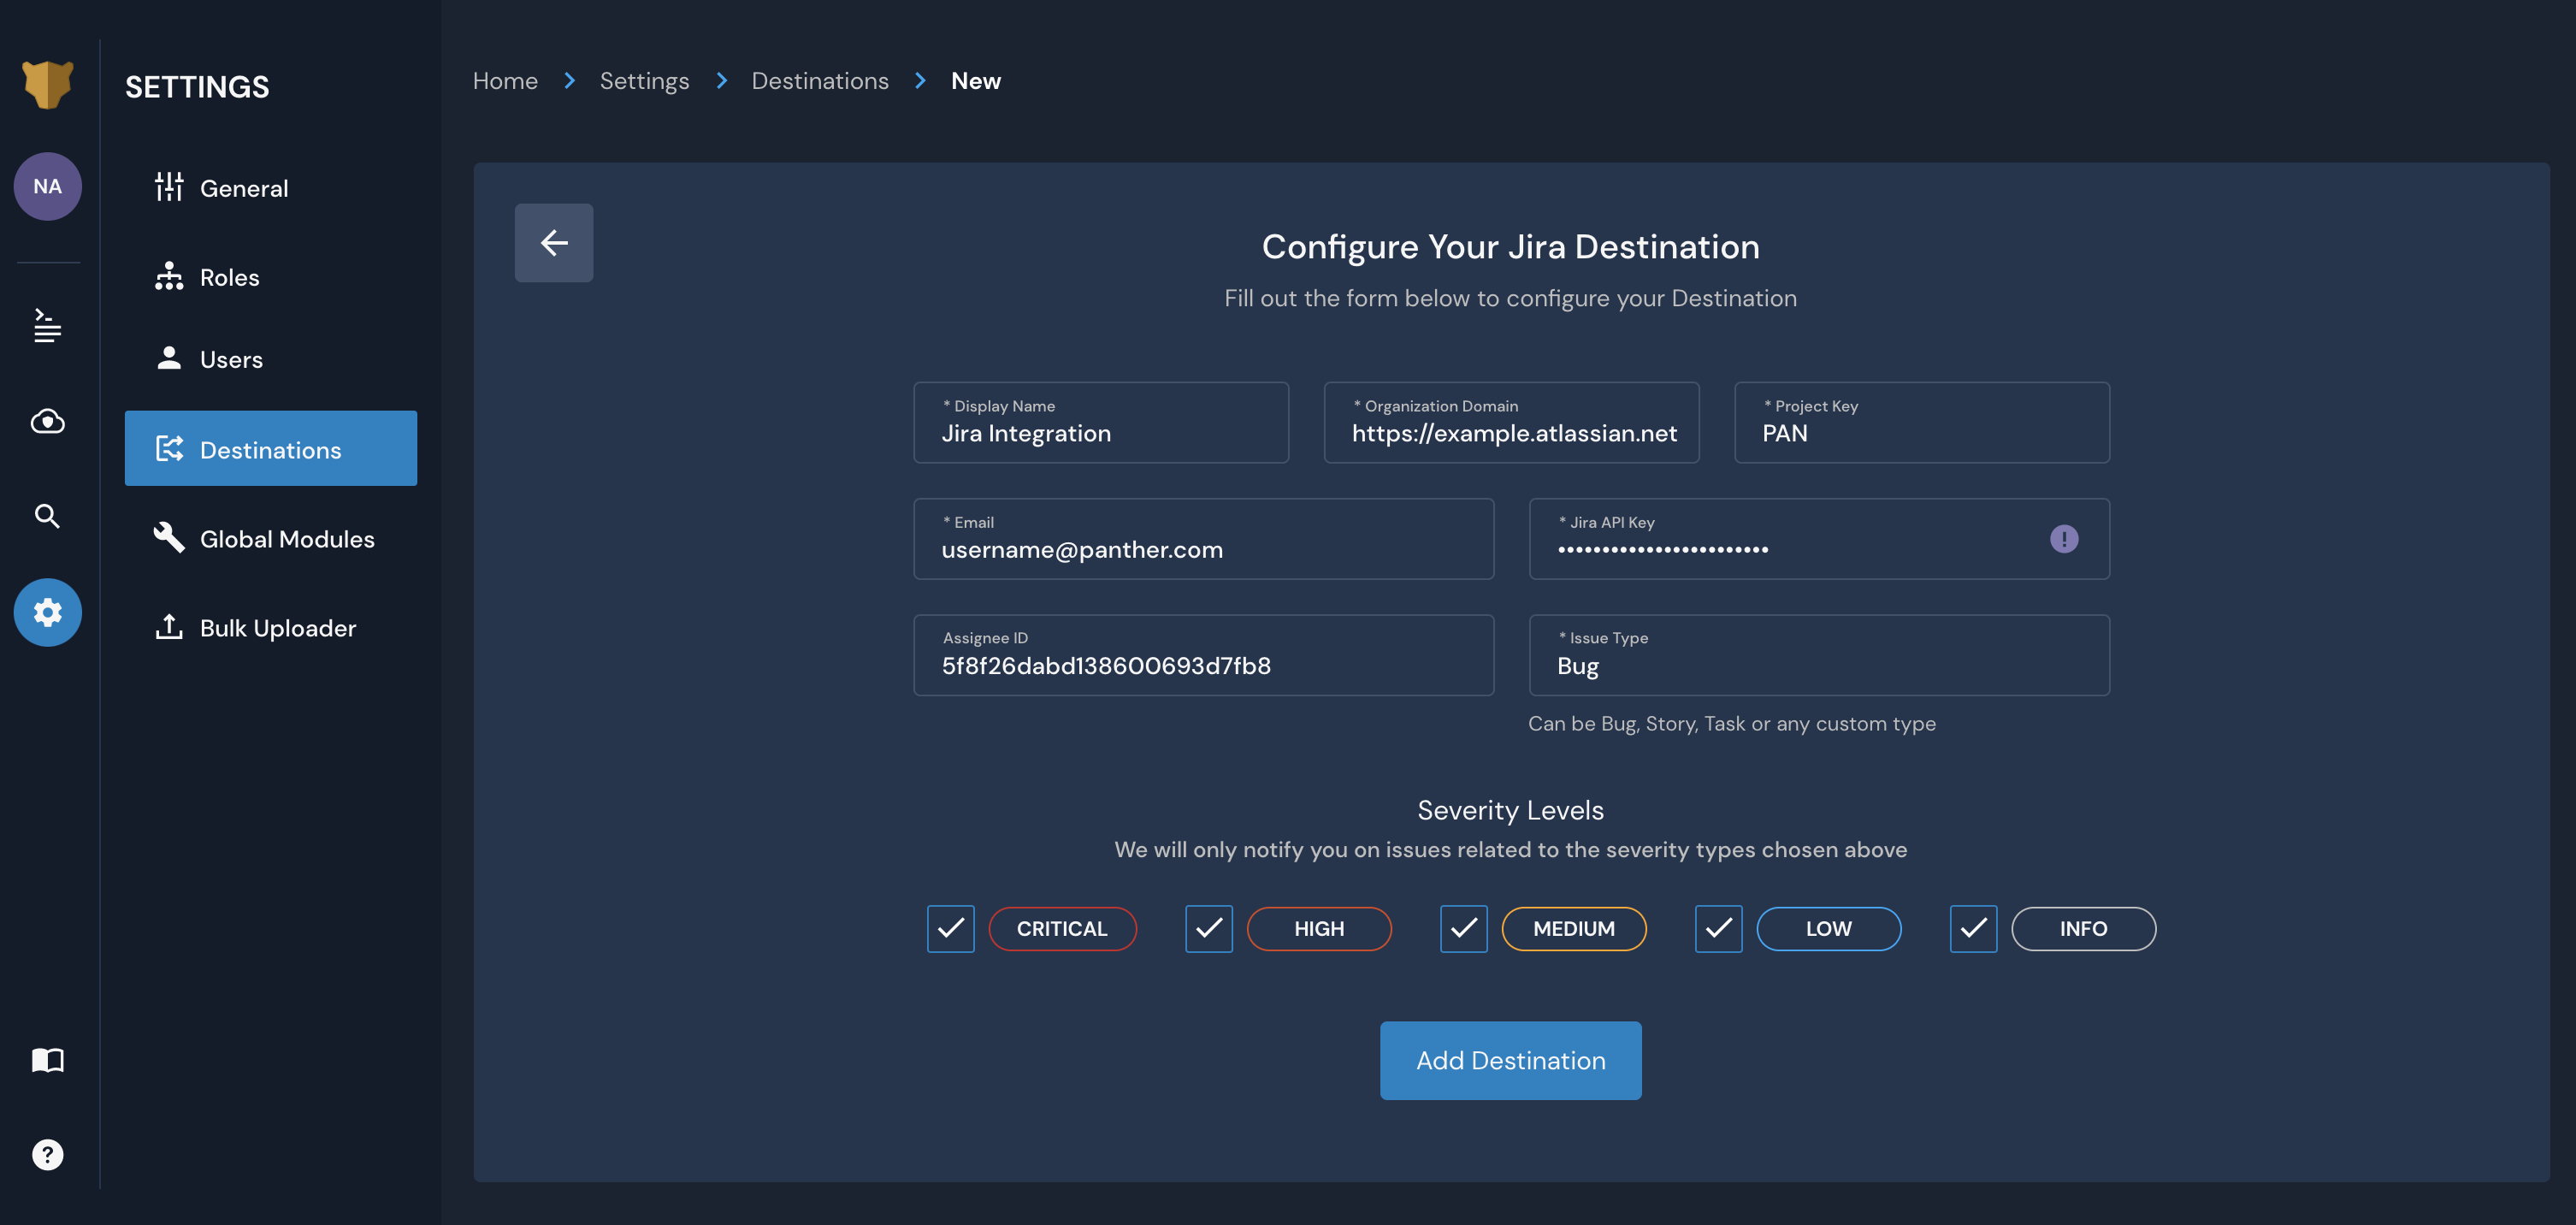 SETTINGS
NA
General
Roles
Users
Destinations
Global Modules
Bulk Uploader
Home Settings Destinations New
Configure Your Jira Destination
Fill out the form below to configure your Destination
* Display Name
Jira Integration
* Organization Domain
https://example.atlassian.net
* Project Key
PAN
* Email
username@panther.com
* Jira API Key
••••••••••••••••••••••••
Assignee ID
5f8f26dabd138600693d7fb8
* Issue Type
Bug
Can be Bug, Story, Task or any custom type
Severity Levels
We will only notify you on issues related to the severity types chosen above
CRITICAL HIGH MEDIUM LOW INFO
Add Destination